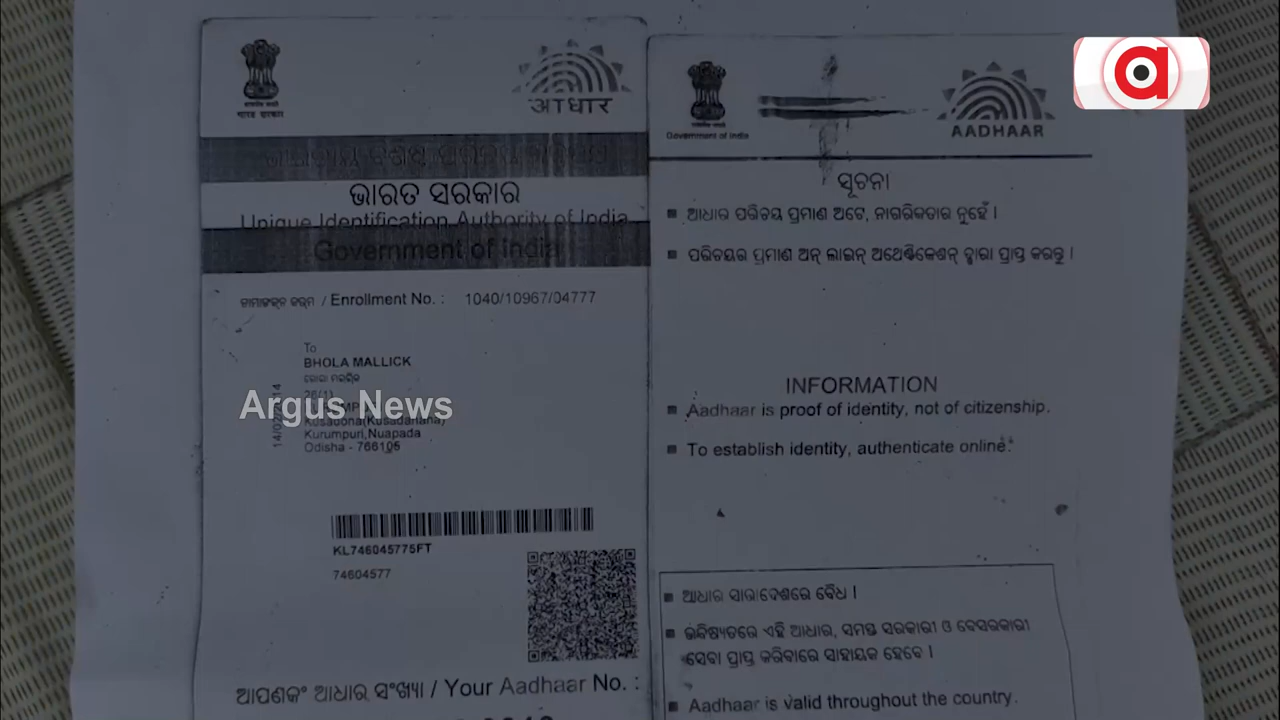 आधार
ଭାରତ ସରକାର
Unique Identification Authority of India
Government of India
/ Enrollment No. : 1040/10967/04777
To
BHOLA MALLICK
Kurumpuri,Nuapada
Odisha - 766105
KL746045775FT
74604577
ଆପଣଙ୍କ ଆଧାର ସଂଖ୍ୟା / Your Aadhaar No. :
Argus News
Government of India
AADHAAR
ସୂଚନା
ଆଧାର ପରିଚୟ ପ୍ରମାଣ ଅଟେ, ନାଗରିକତାର ନୁହେଁ ।
ପରିଚୟର ପ୍ରମାଣ ଅନ୍ ଲାଇନ୍ ଅଥେଣ୍ଟିକେଶନ୍ ଦ୍ବାରା ପ୍ରାପ୍ତ କରନ୍ତୁ ।
INFORMATION
Aadhaar is proof of identity, not of citizenship.
To establish identity, authenticate online.
ଆଧାର ସାରାଦେଶରେ ବୈଧ ।
ଭବିଷ୍ୟତରେ ଏହି ଆଧାର, ସମସ୍ତ ସରକାରୀ ଓ ବେସରକାରୀ
ସେବା ପ୍ରାପ୍ତ କରିବାରେ ସାହାଯକ ହେବେ ।
Aadhaar is valid throughout the country.